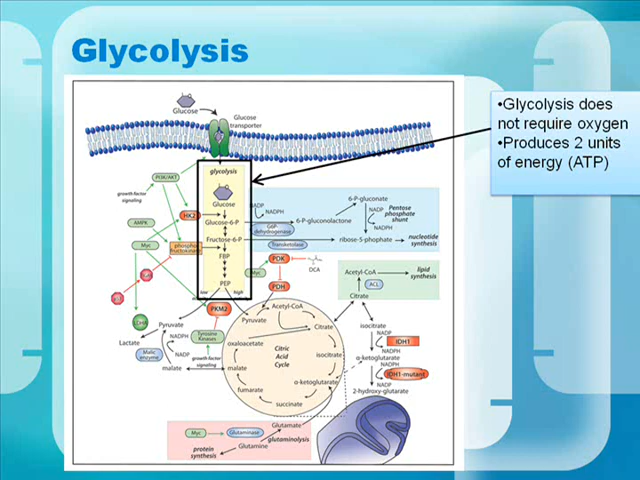 Glycolysis
•Glycolysis does
not require oxygen
•Produces 2 units
of energy (ATP)
Glucose
Glucose
transporter
glycolysis
PI3K/AKT
growth-factor
signaling
Glucose
HK2
AMPK
Glucose-6-P
Myc
phospho
fructokinase
Fructose-6-P
FBP
PEP
low
high
NADP
NADPH
G6P-
dehydrogenase
6-P-gluconolactone
6-P-gluconate
NADP
NADPH
Pentose
phosphate
shunt
Transketolase
ribose-5-phophate
nucleotide
synthesis
Myc
PDK
DCA
PDH
PKM2
Acetyl-CoA
lipid
synthesis
ACL
Citrate
Pyruvate
Acetyl-CoA
Citrate
oxaloacetate
Citric
Acid
Cycle
isocitrate
malate
α-ketoglutarate
fumarate
succinate
Lactate
Pyruvate
NADPH
NADP
Malic
enzyme
malate
Tyrosine
Kinases
growth-factor
signaling
isocitrate
NADP
IDH1
NADPH
α-ketoglutarate
NADPH
IDH1-mutant
NADP
2-hydroxy-glutarate
Glutamate
Myc
Glutaminase
glutaminolysis
Glutamine
protein
synthesis